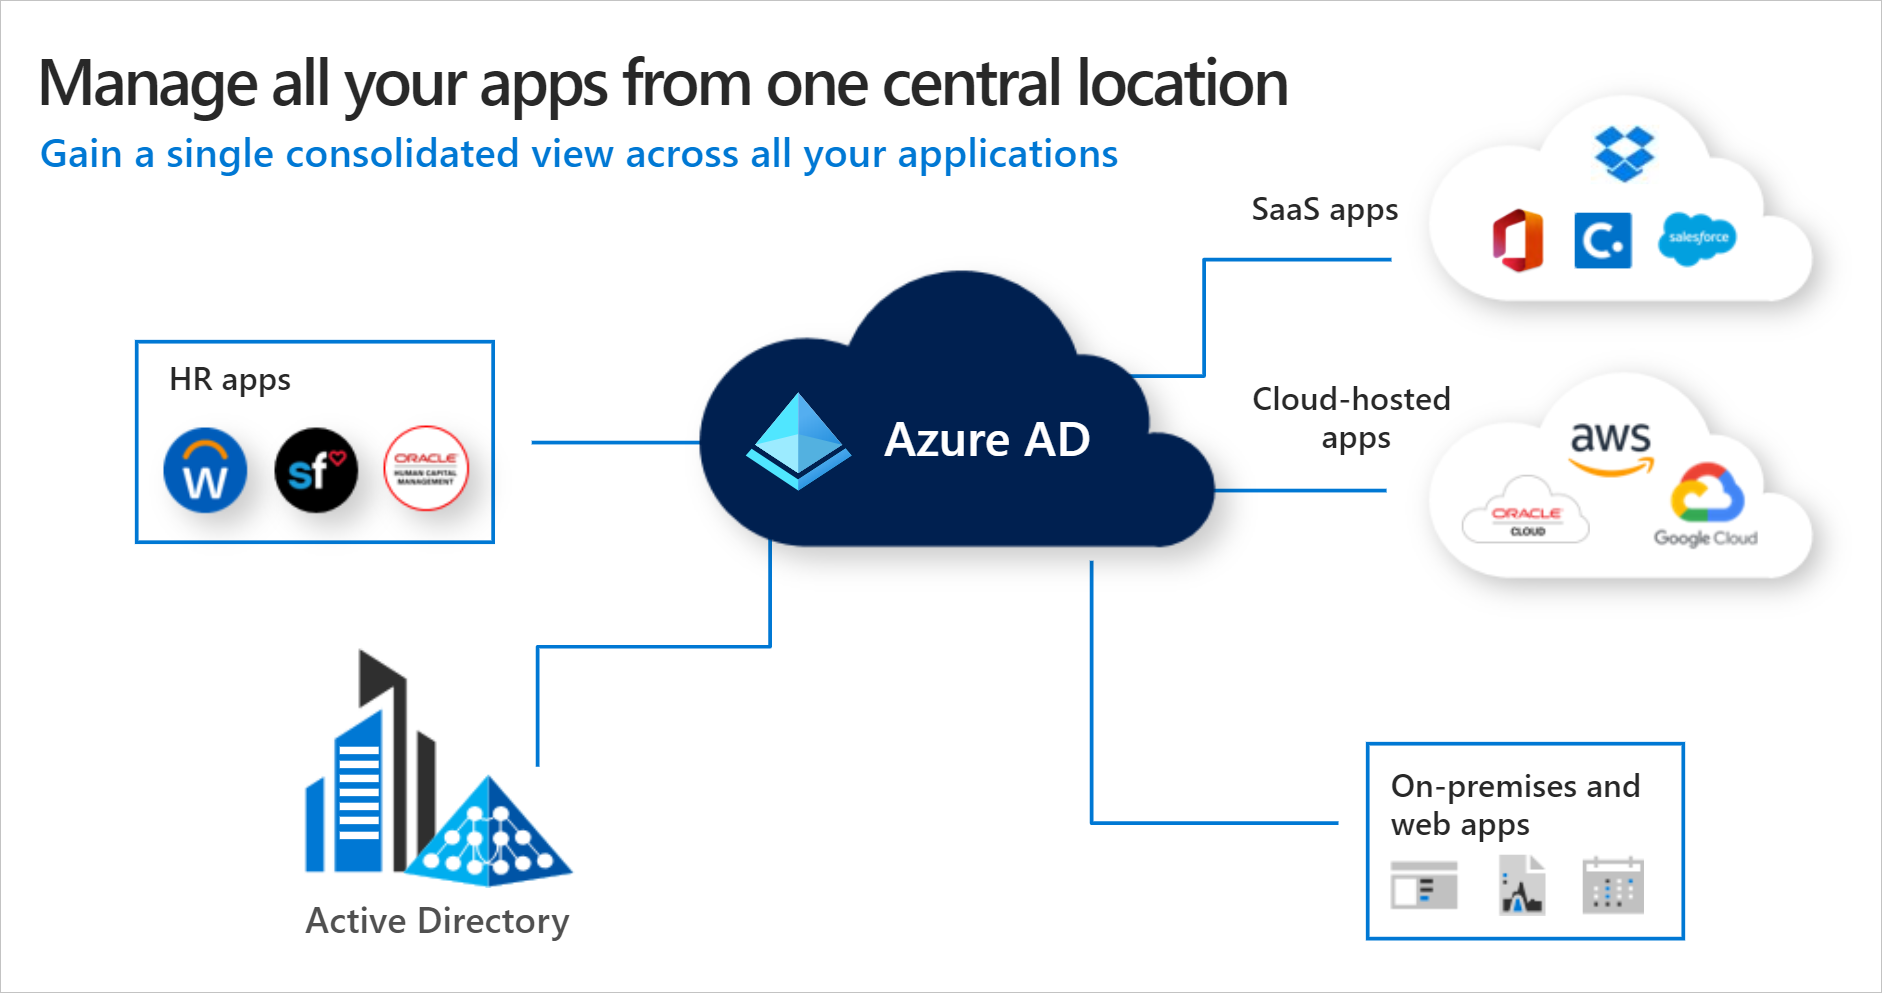 Manage all your apps from one central location
Gain a single consolidated view across all your applications
SaaS apps
salesforce
HR apps
W
sf
ORACLE
HUMAN CAPITAL
MANAGEMENT
Azure AD
Cloud-hosted
apps
aws
ORACLE
CLOUD
Google Cloud
Active Directory
On-premises and
web apps